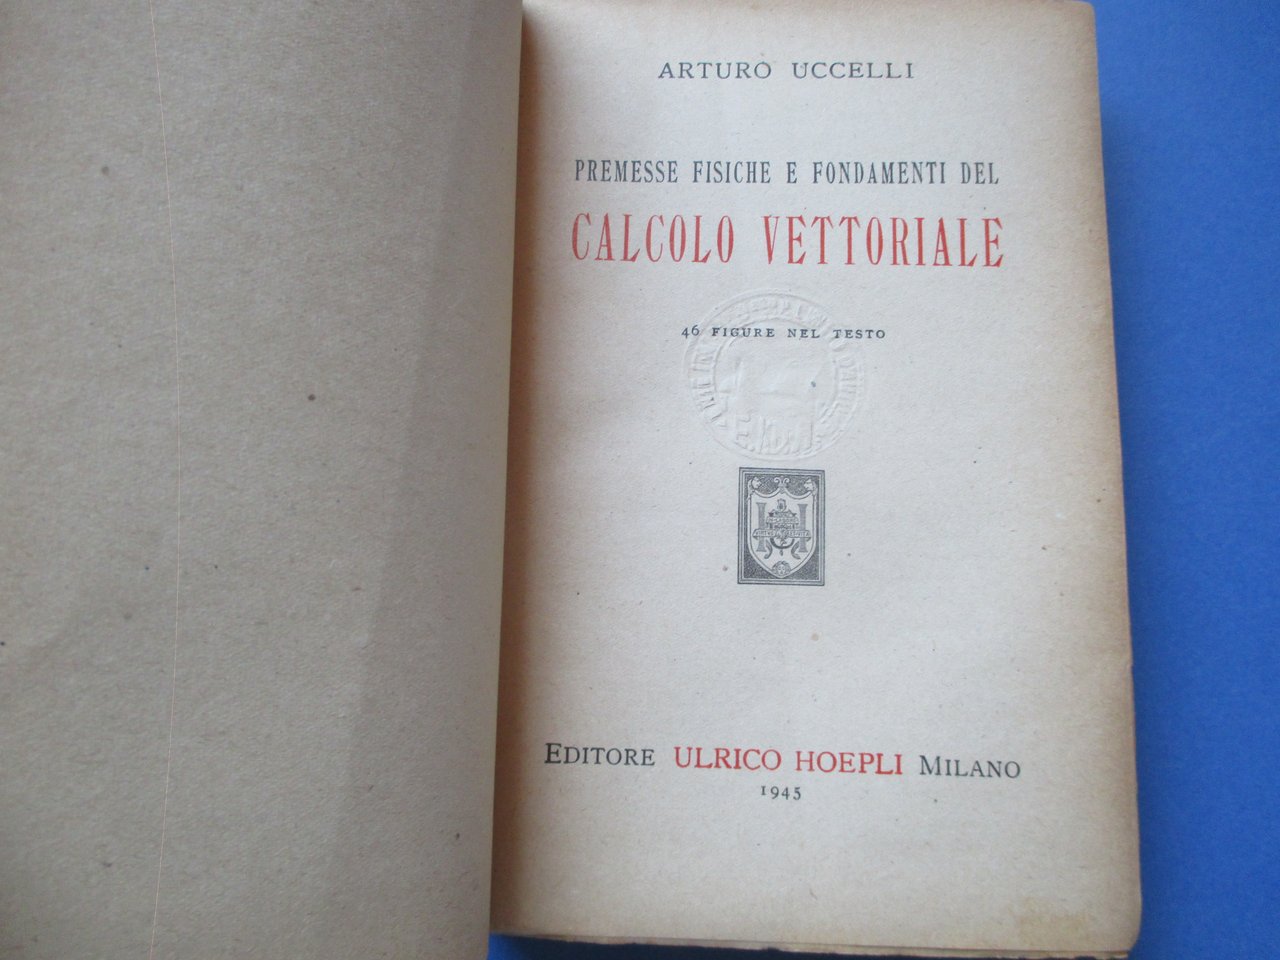 ARTURO UCCELLI
PREMESSE FISICHE E FONDAMENTI DEL
CALCOLO VETTORIALE
46 FIGURE NEL TESTO
EDITORE ULRICO HOEPLI MILANO
1945